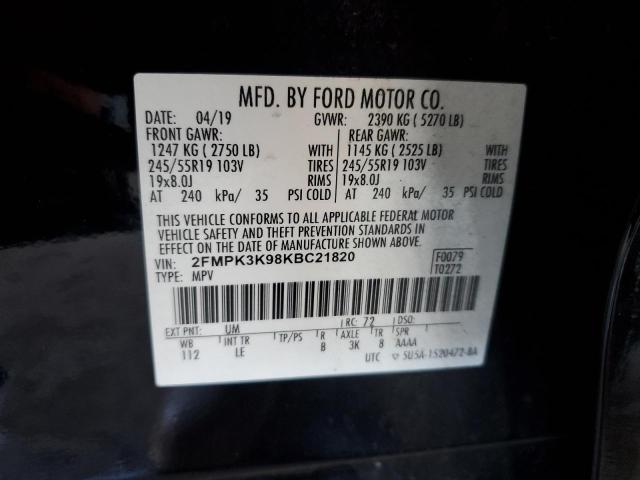 MFD. BY FORD MOTOR CO.
DATE: 04/19 GVWR: 2390 KG ( 5270 LB)
FRONT GAWR: REAR GAWR:
1247 KG ( 2750 LB) WITH 1145 KG ( 2525 LB) WITH
245/55R19 103V TIRES 245/55R19 103V TIRES
19x8.0J RIMS 19x8.0J RIMS
AT 240 kPa/ 35 PSI COLD AT 240 kPa/ 35 PSI COLD
THIS VEHICLE CONFORMS TO ALL APPLICABLE FEDERAL MOTOR
VEHICLE SAFETY AND THEFT PREVENTION STANDARDS IN
EFFECT ON THE DATE OF MANUFACTURE SHOWN ABOVE.
VIN: 2FMPK3K98KBC21820 F0079
TYPE: MPV T0272
EXT PNT: UM RC: 72 DSO:
WB INT TR TP/PS R AXLE TR SPR
112 LE B 3K 8 AAAA
UTC 5U5A-1520472-BA